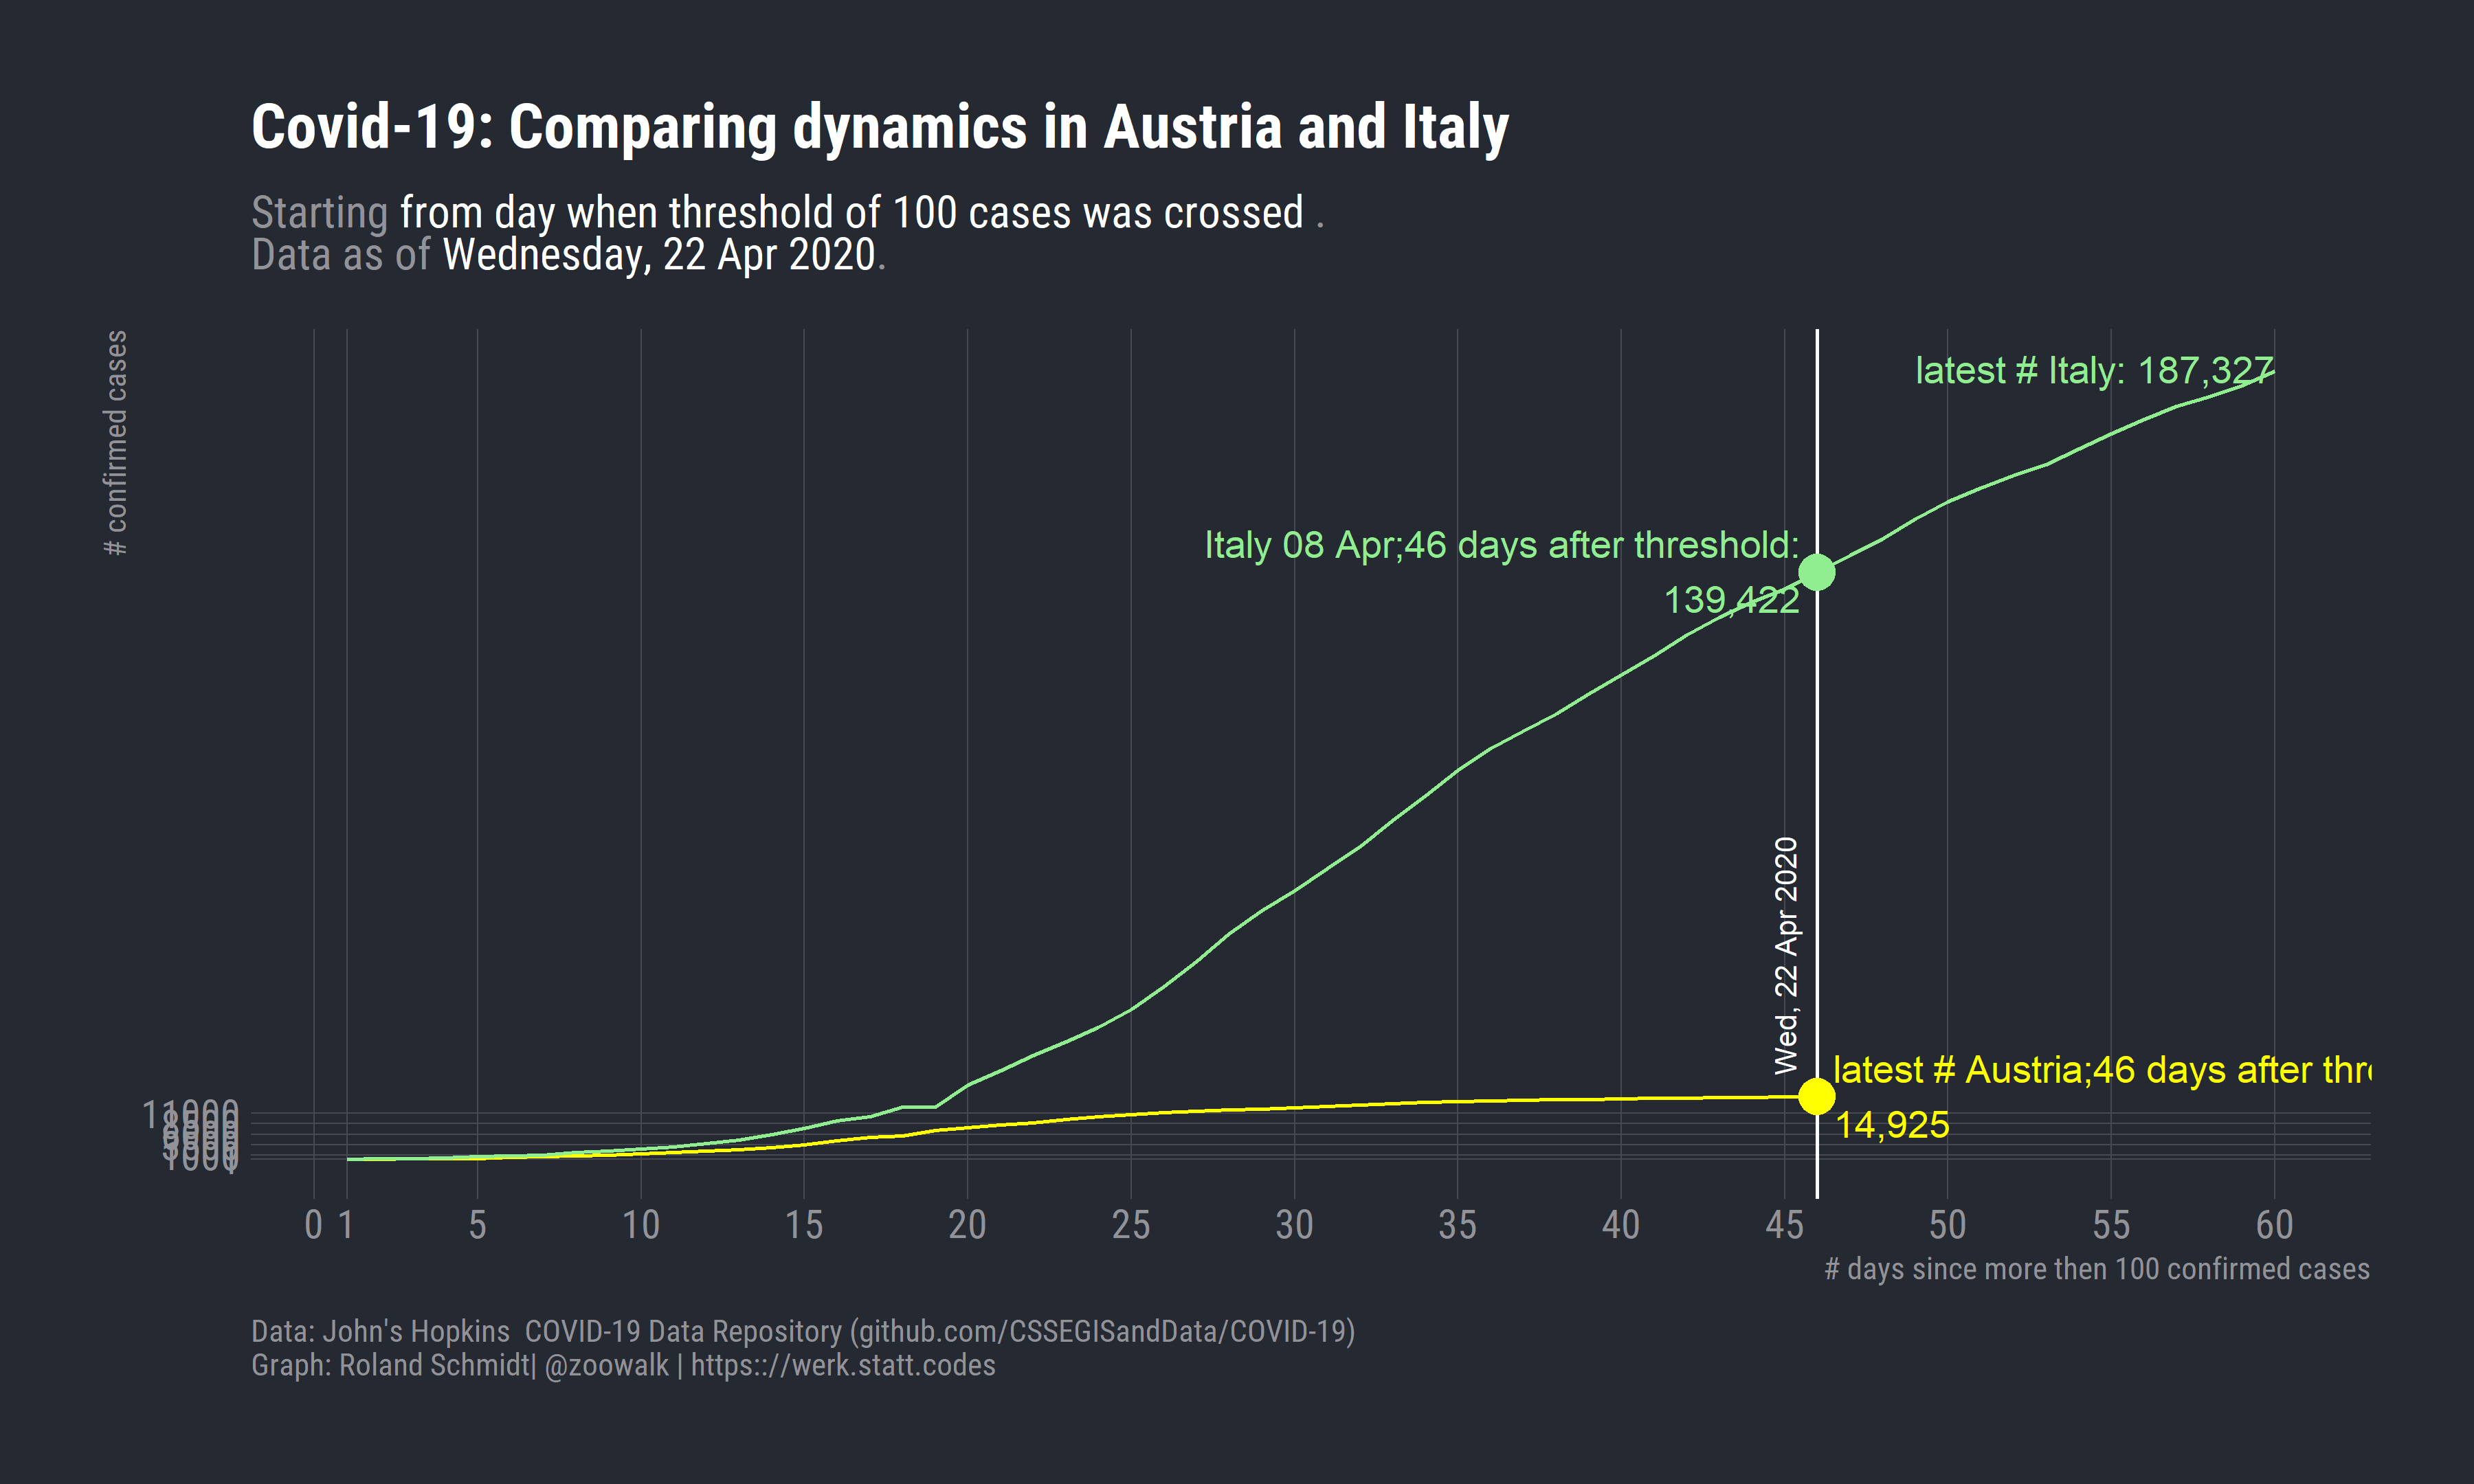 Covid-19: Comparing dynamics in Austria and Italy
Starting from day when threshold of 100 cases was crossed .
Data as of Wednesday, 22 Apr 2020.
# confirmed cases
latest # Italy: 187,327
Italy 08 Apr;46 days after threshold:
139,422
Wed, 22 Apr 2020
latest # Austria;46 days after
14,925
11000
1000
0 1 5 10 15 20 25 30 35 40 45 50 55 60
# days since more then 100 confirmed cases
Data: John's Hopkins  COVID-19 Data Repository (github.com/CSSEGISandData/COVID-19)
Graph: Roland Schmidt| @zoowalk | https:://werk.statt.codes